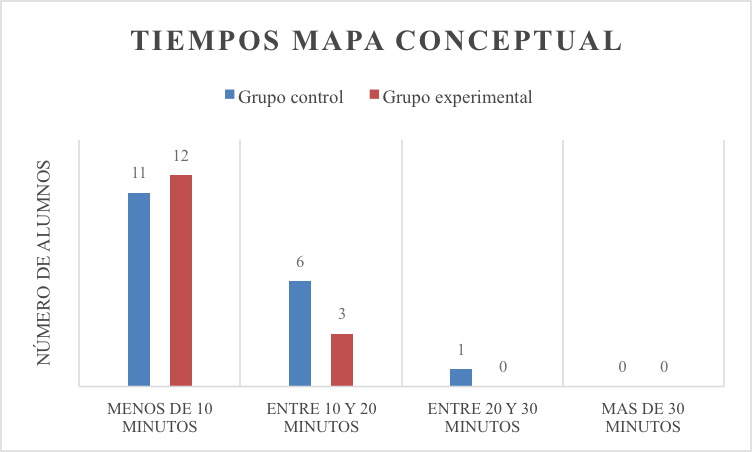 TIEMPOS MAPA CONCEPTUAL
Grupo control
Grupo experimental
NÚMERO DE ALUMNOS
11
12
6
3
1
0
0
0
MENOS DE 10
MINUTOS
ENTRE 10 Y 20
MINUTOS
ENTRE 20 Y 30
MINUTOS
MAS DE 30
MINUTOS